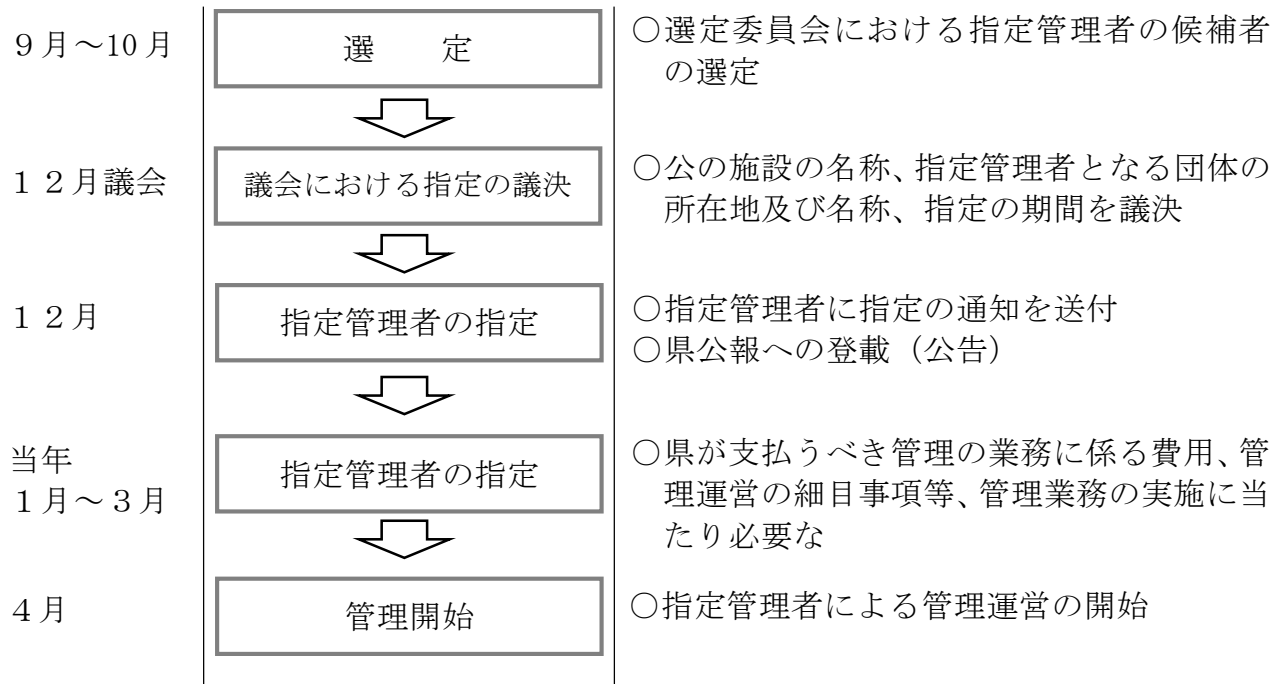 9月～10月
選　　定
○選定委員会における指定管理者の候補者
の選定
１２月議会
議会における指定の議決
○公の施設の名称、指定管理者となる団体の
所在地及び名称、指定の期間を議決
１２月
指定管理者の指定
○指定管理者に指定の通知を送付
○県公報への登載（公告）
当年
１月～３月
指定管理者の指定
○県が支払うべき管理の業務に係る費用、管
理運営の細目事項等、管理業務の実施に当
たり必要な
４月
管理開始
○指定管理者による管理運営の開始